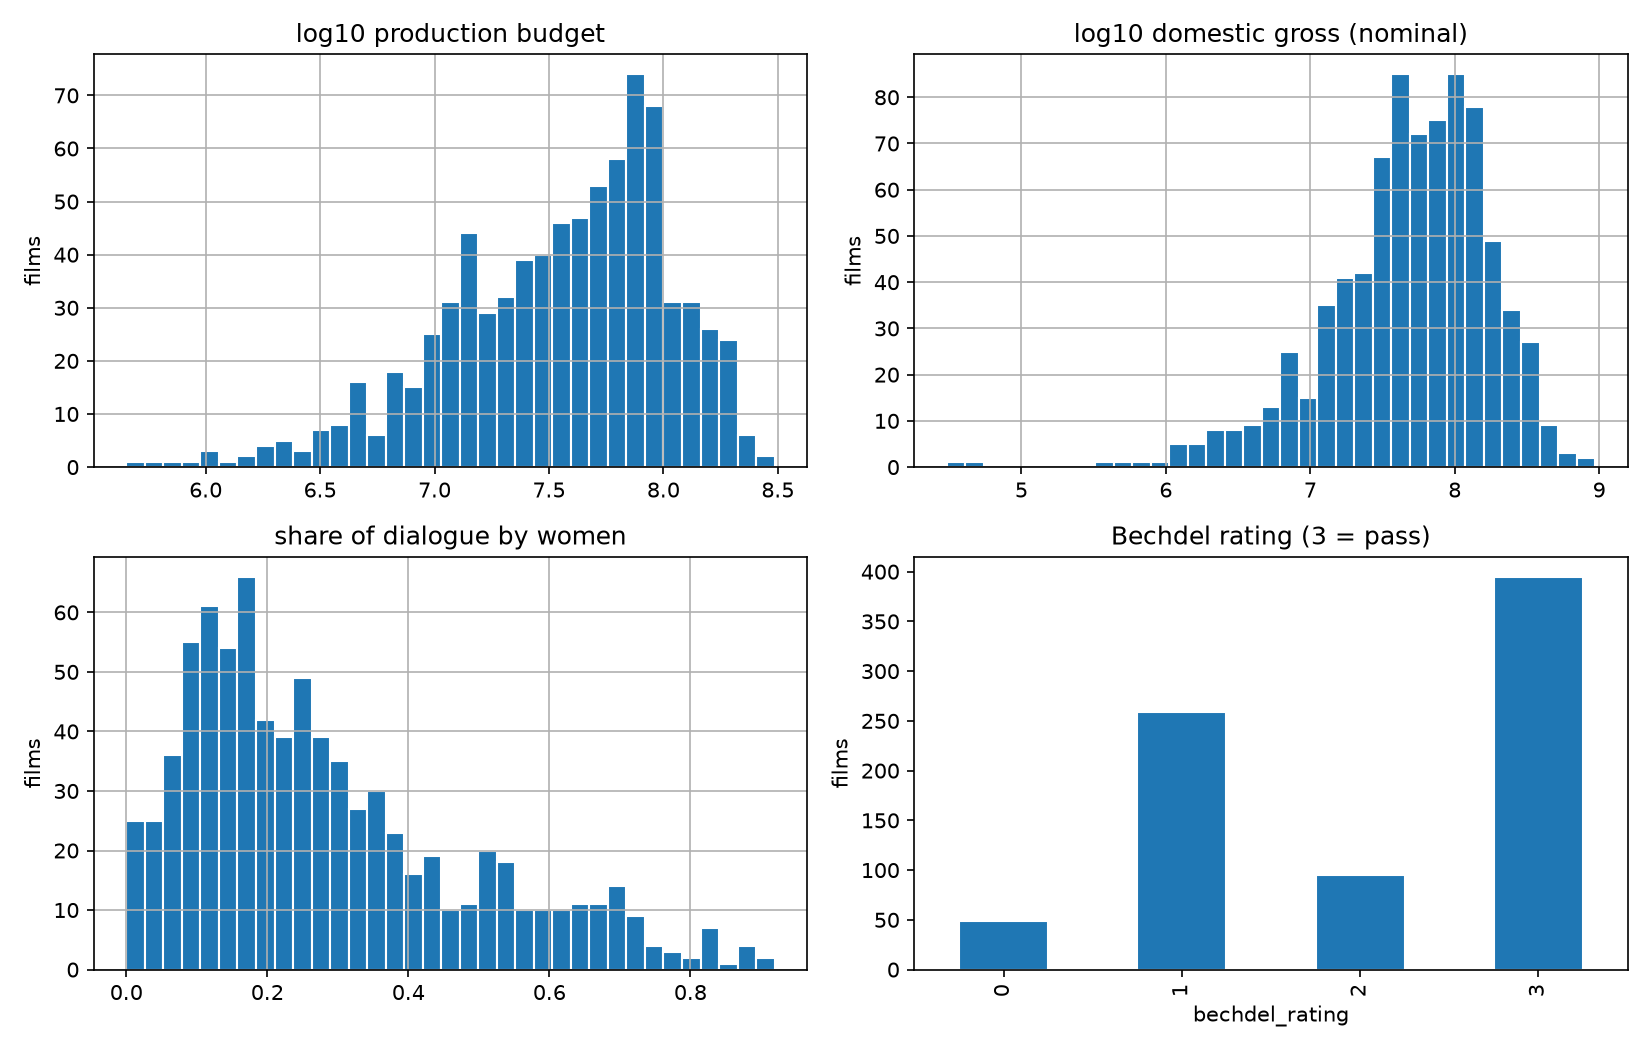 log10 production budget
films
70
60
50
40
30
20
10
0
6.0 6.5 7.0 7.5 8.0 8.5
log10 domestic gross (nominal)
films
80
70
60
50
40
30
20
10
0
5 6 7 8 9
share of dialogue by women
films
60
50
40
30
20
10
0
0.0 0.2 0.4 0.6 0.8
Bechdel rating (3 = pass)
films
400
350
300
250
200
150
100
50
0
0 1 2 3
bechdel_rating